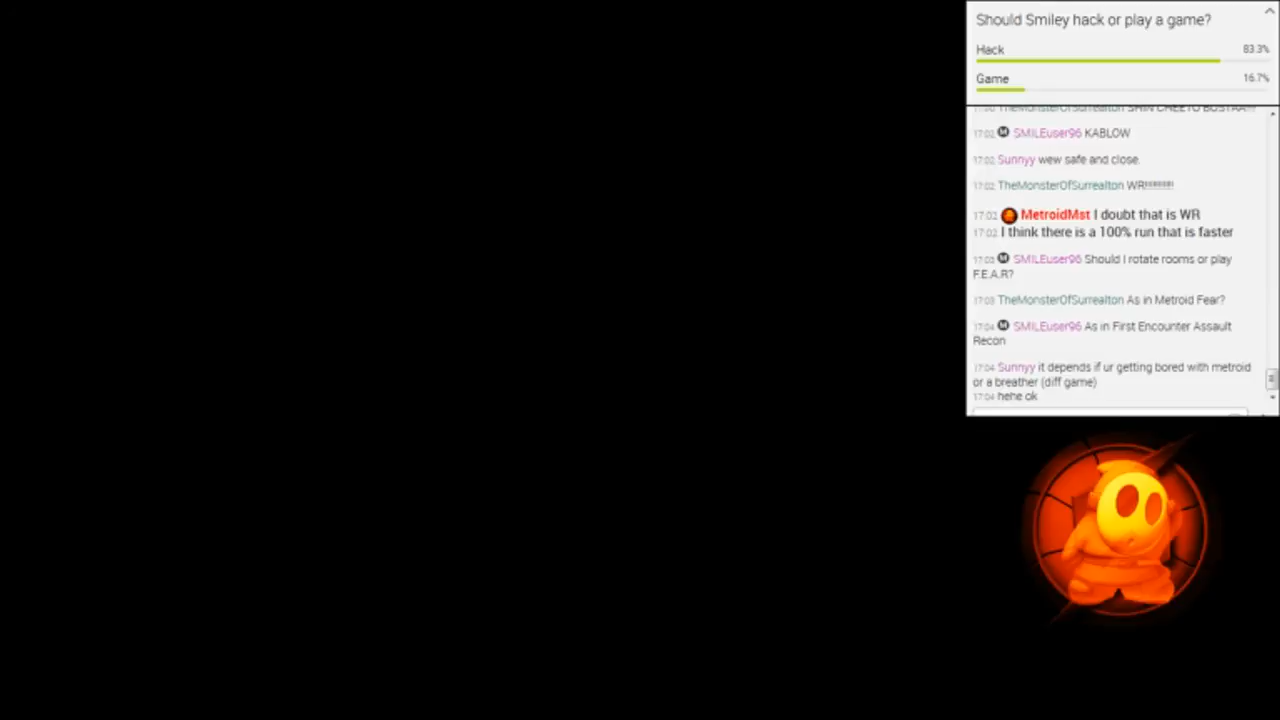 Should Smiley hack or play a game?
Hack 83.3%
Game 16.7%
TheMonsterOfSurrealton SHIN CHEETO BUSTAA!!!
17:02 SMILEuser96 KABLOW
17:02 Sunnyy wew safe and close.
17:02 TheMonsterOfSurrealton WR!!!!!!!!!!!
17:02 MetroidMst I doubt that is WR
17:02 I think there is a 100% run that is faster
17:03 SMILEuser96 Should I rotate rooms or play
F.E.A.R?
17:03 TheMonsterOfSurrealton As in Metroid Fear?
17:04 SMILEuser96 As in First Encounter Assault
Recon
17:04 Sunnyy it depends if ur getting bored with metroid
or a breather (diff game)
17:04 hehe ok